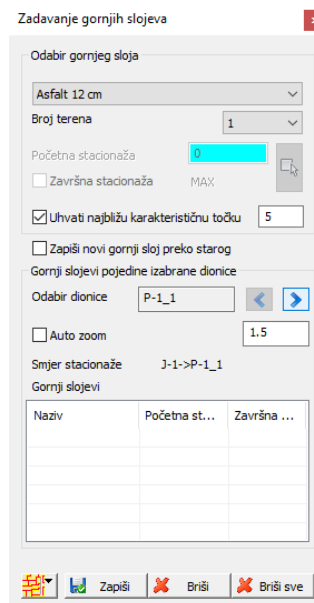 Zadavanje gornjih slojeva
Odabir gornjeg sloja
Asfalt 12 cm
Broj terena 1
Početna stacionaža 0
Završna stacionaža MAX
Uhvati najbližu karakterističnu točku 5
Zapiši novi gornji sloj preko starog
Gornji slojevi pojedine izabrane dionice
Odabir dionice P-1_1
Auto zoom 1.5
Smjer stacionaže J-1->P-1_1
Gornji slojevi
Naziv Početna st... Završna ...
Zapiši Briši Briši sve